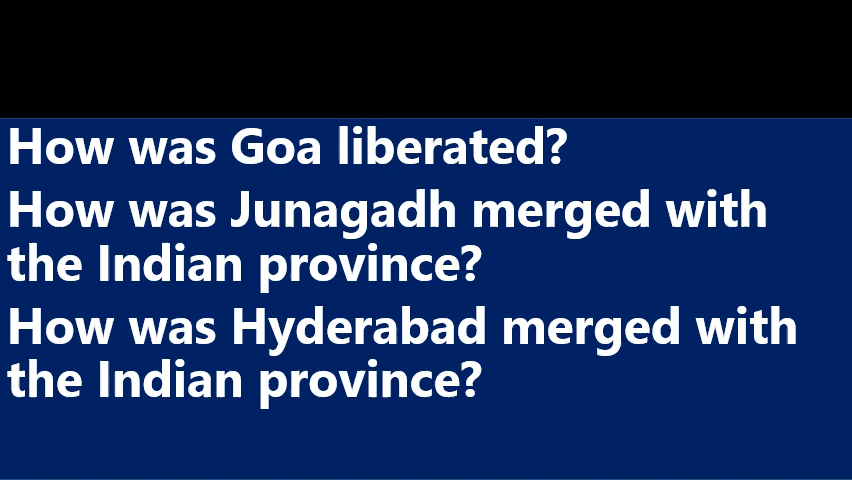 How was Goa liberated?
How was Junagadh merged with
the Indian province?
How was Hyderabad merged with
the Indian province?